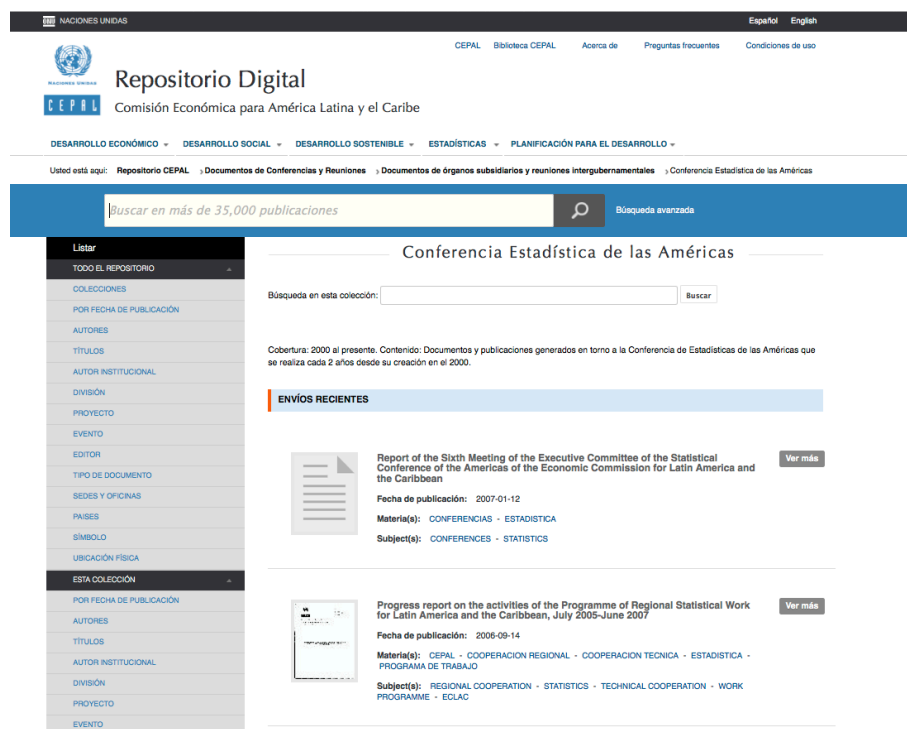 NACIONES UNIDAS
Español English
CEPAL Biblioteca CEPAL Acerca de Preguntas frecuentes Condiciones de uso
NACIONES UNIDAS
CEPAL
Repositorio Digital
Comisión Económica para América Latina y el Caribe
DESARROLLO ECONÓMICO DESARROLLO SOCIAL DESARROLLO SOSTENIBLE ESTADÍSTICAS PLANIFICACIÓN PARA EL DESARROLLO
Usted está aquí: Repositorio CEPAL > Documentos de Conferencias y Reuniones > Documentos de órganos subsidiarios y reuniones intergubernamentales > Conferencia Estadística de las Américas
Buscar en más de 35,000 publicaciones
Búsqueda avanzada
Listar
TODO EL REPOSITORIO
COLECCIONES
POR FECHA DE PUBLICACIÓN
AUTORES
TÍTULOS
AUTOR INSTITUCIONAL
DIVISIÓN
PROYECTO
EVENTO
EDITOR
TIPO DE DOCUMENTO
SEDES Y OFICINAS
PAISES
SÍMBOLO
UBICACIÓN FÍSICA
ESTA COLECCIÓN
POR FECHA DE PUBLICACIÓN
AUTORES
TÍTULOS
AUTOR INSTITUCIONAL
DIVISIÓN
PROYECTO
EVENTO
Conferencia Estadística de las Américas
Búsqueda en esta colección:
Buscar
Cobertura: 2000 al presente. Contenido: Documentos y publicaciones generados en torno a la Conferencia de Estadísticas de las Américas que
se realiza cada 2 años desde su creación en el 2000.
ENVÍOS RECIENTES
Report of the Sixth Meeting of the Executive Committee of the Statistical
Conference of the Americas of the Economic Commission for Latin America and
the Caribbean
Ver más
Fecha de publicación: 2007-01-12
Materia(s): CONFERENCIAS - ESTADISTICA
Subject(s): CONFERENCES - STATISTICS
Progress report on the activities of the Programme of Regional Statistical Work
for Latin America and the Caribbean, July 2005-June 2007
Ver más
Fecha de publicación: 2006-09-14
Materia(s): CEPAL - COOPERACION REGIONAL - COOPERACION TECNICA - ESTADISTICA -
PROGRAMA DE TRABAJO
Subject(s): REGIONAL COOPERATION - STATISTICS - TECHNICAL COOPERATION - WORK
PROGRAMME - ECLAC